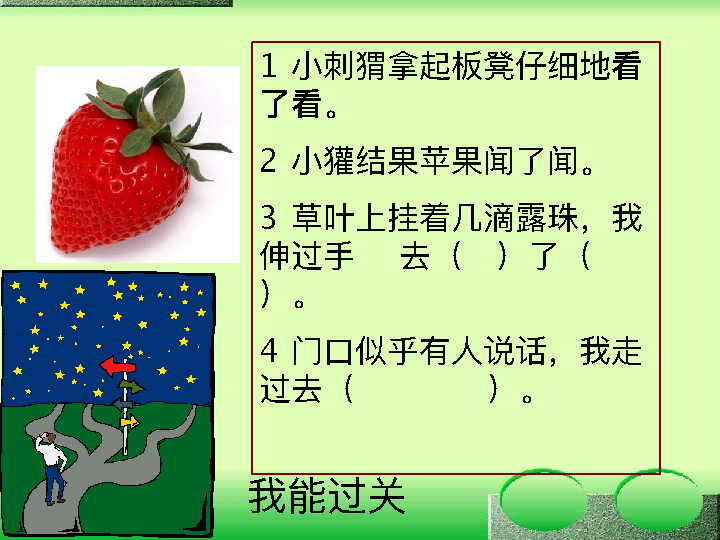 1 小刺猬拿起板凳仔细地看
了看。
2 小獾结果苹果闻了闻。
3 草叶上挂着几滴露珠，我
伸过手　去（　）了（
）。
4 门口似乎有人说话，我走
过去（　　　　）。
我能过关